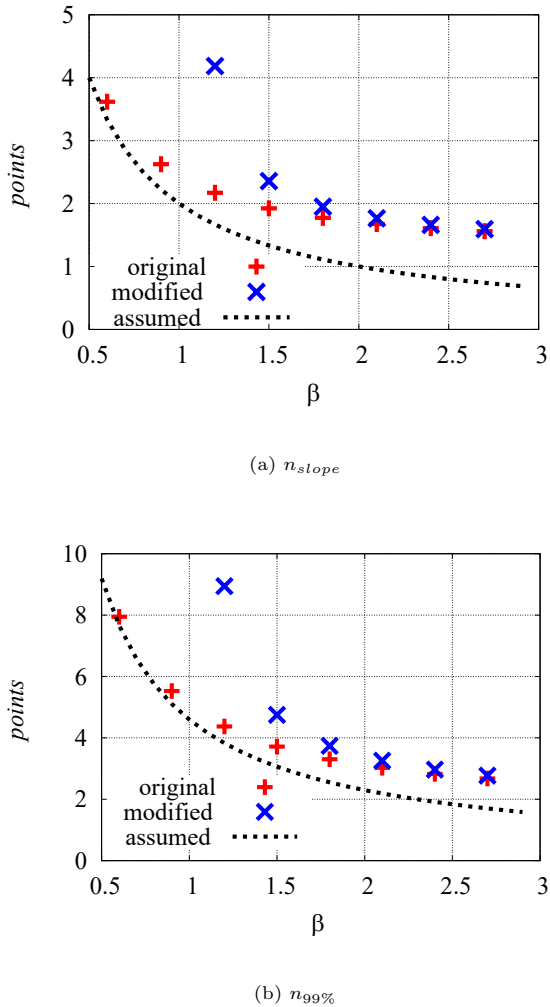 5
4
3
2
1
0
points
original
modified
assumed
0.5 1 1.5 2 2.5 3
β
(a) n_slope
10
8
6
4
2
0
points
original
modified
assumed
0.5 1 1.5 2 2.5 3
β
(b) n_99%